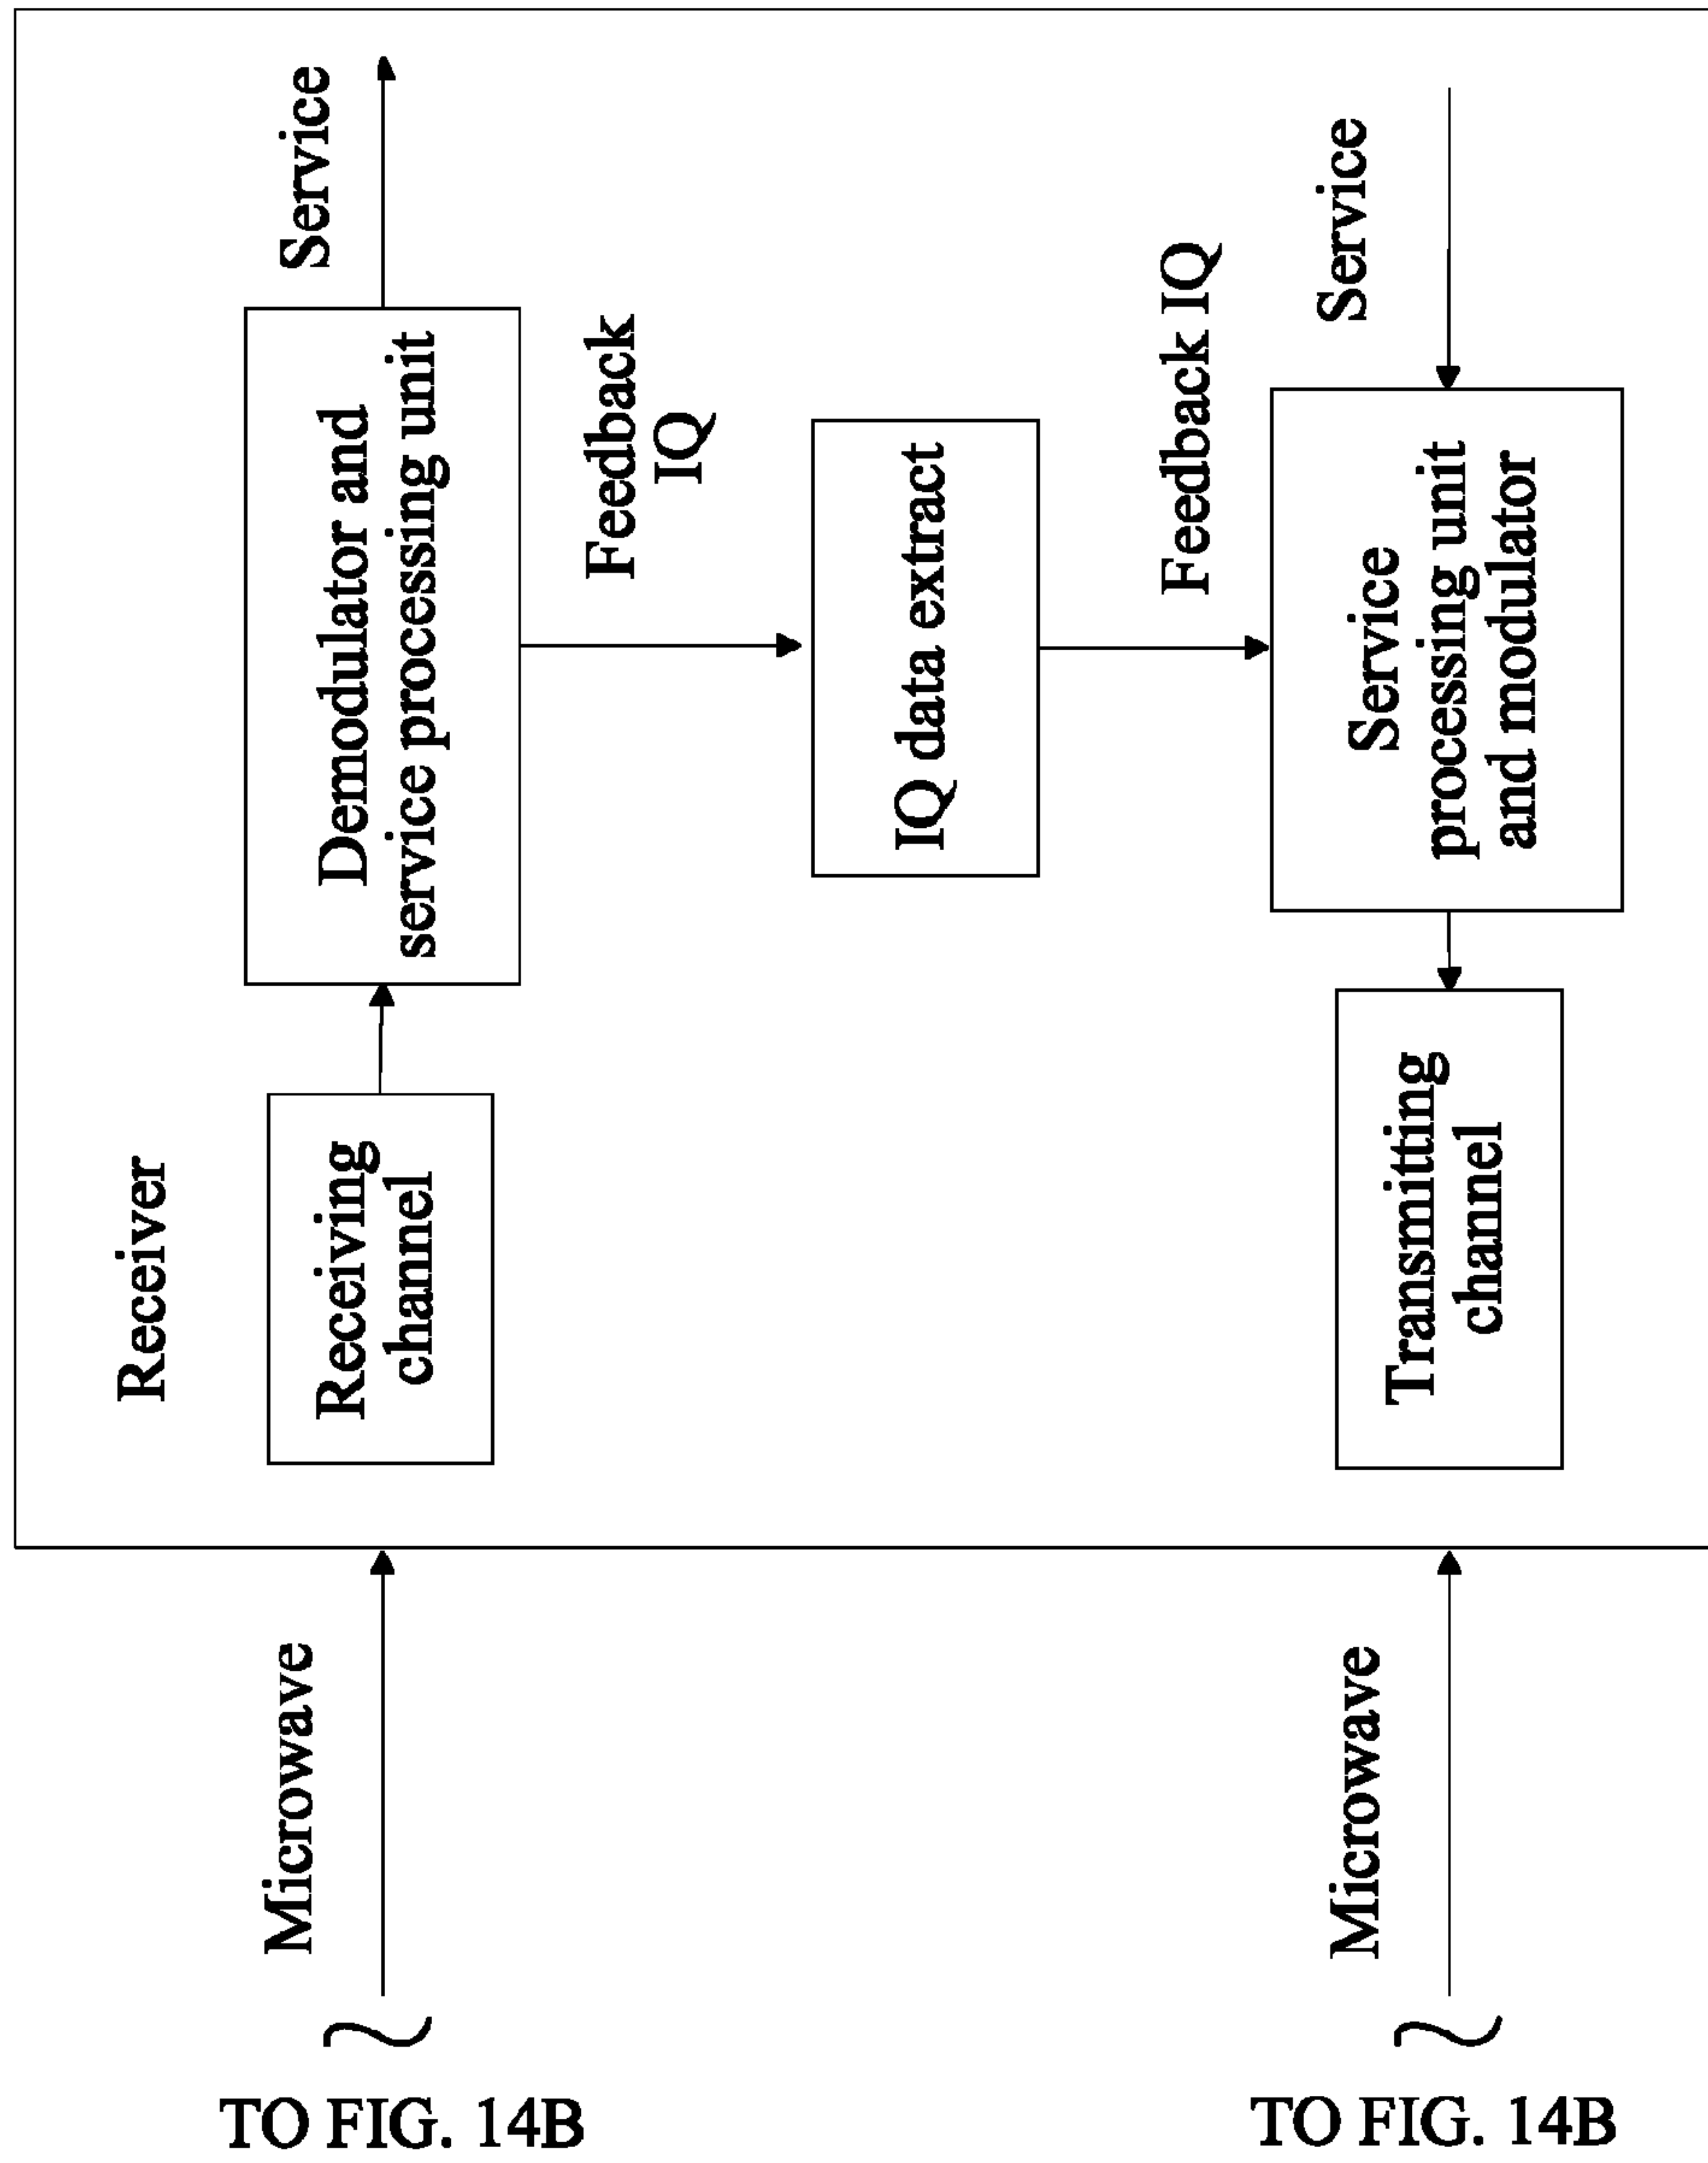 Receiver
Microwave
Receiving
channel
Demodulator and
service processing unit
Service
Feedback
IQ
IQ data extract
Feedback IQ
Service
Service
processing unit
and modulator
Transmitting
channel
Microwave
TO FIG. 14B
TO FIG. 14B